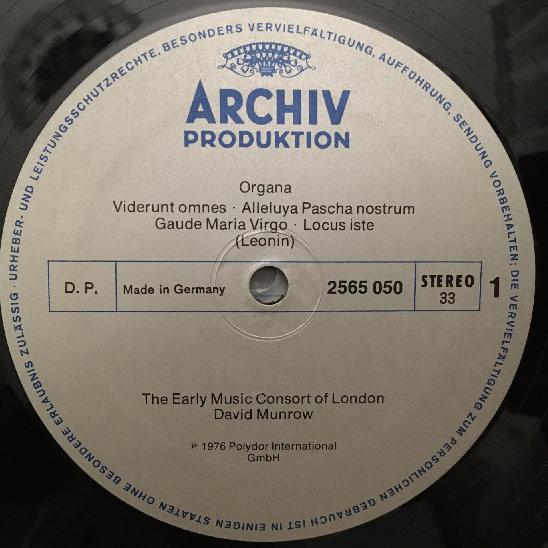 ARCHIV
PRODUKTION
Organa
Viderunt omnes · Alleluya Pascha nostrum
Gaude Maria Virgo · Locus iste
(Leonin)
D. P.
Made in Germany
2565 050
STEREO
33
1
The Early Music Consort of London
David Munrow
℗ 1976 Polydor International
GmbH
URHEBER- UND LEISTUNGSSCHUTZRECHTE, BESONDERS VERVIELFÄLTIGUNG, AUFFÜHRUNG, SENDUNG VORBEHALTEN; DIE VERVIELFÄLTIGUNG ZUM PERSÖNLICHEN GEBRAUCH IST IN EINIGEN STAATEN OHNE BESONDERE ERLAUBNIS ZULÄSSIG ·